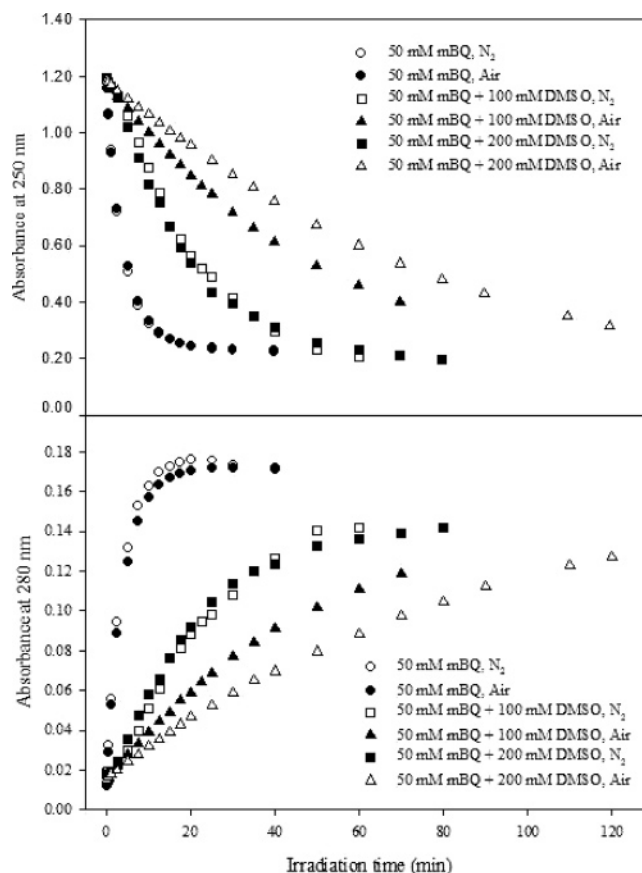 1.40
1.20
1.00
0.80
0.60
0.40
0.20
0.00
Absorbance at 250 nm
50 mM mBQ, N2
50 mM mBQ, Air
50 mM mBQ + 100 mM DMSO, N2
50 mM mBQ + 100 mM DMSO, Air
50 mM mBQ + 200 mM DMSO, N2
50 mM mBQ + 200 mM DMSO, Air
0.18
0.16
0.14
0.12
0.10
0.08
0.06
0.04
0.02
0.00
Absorbance at 280 nm
50 mM mBQ, N2
50 mM mBQ, Air
50 mM mBQ + 100 mM DMSO, N2
50 mM mBQ + 100 mM DMSO, Air
50 mM mBQ + 200 mM DMSO, N2
50 mM mBQ + 200 mM DMSO, Air
0 20 40 60 80 100 120
Irradiation time (min)